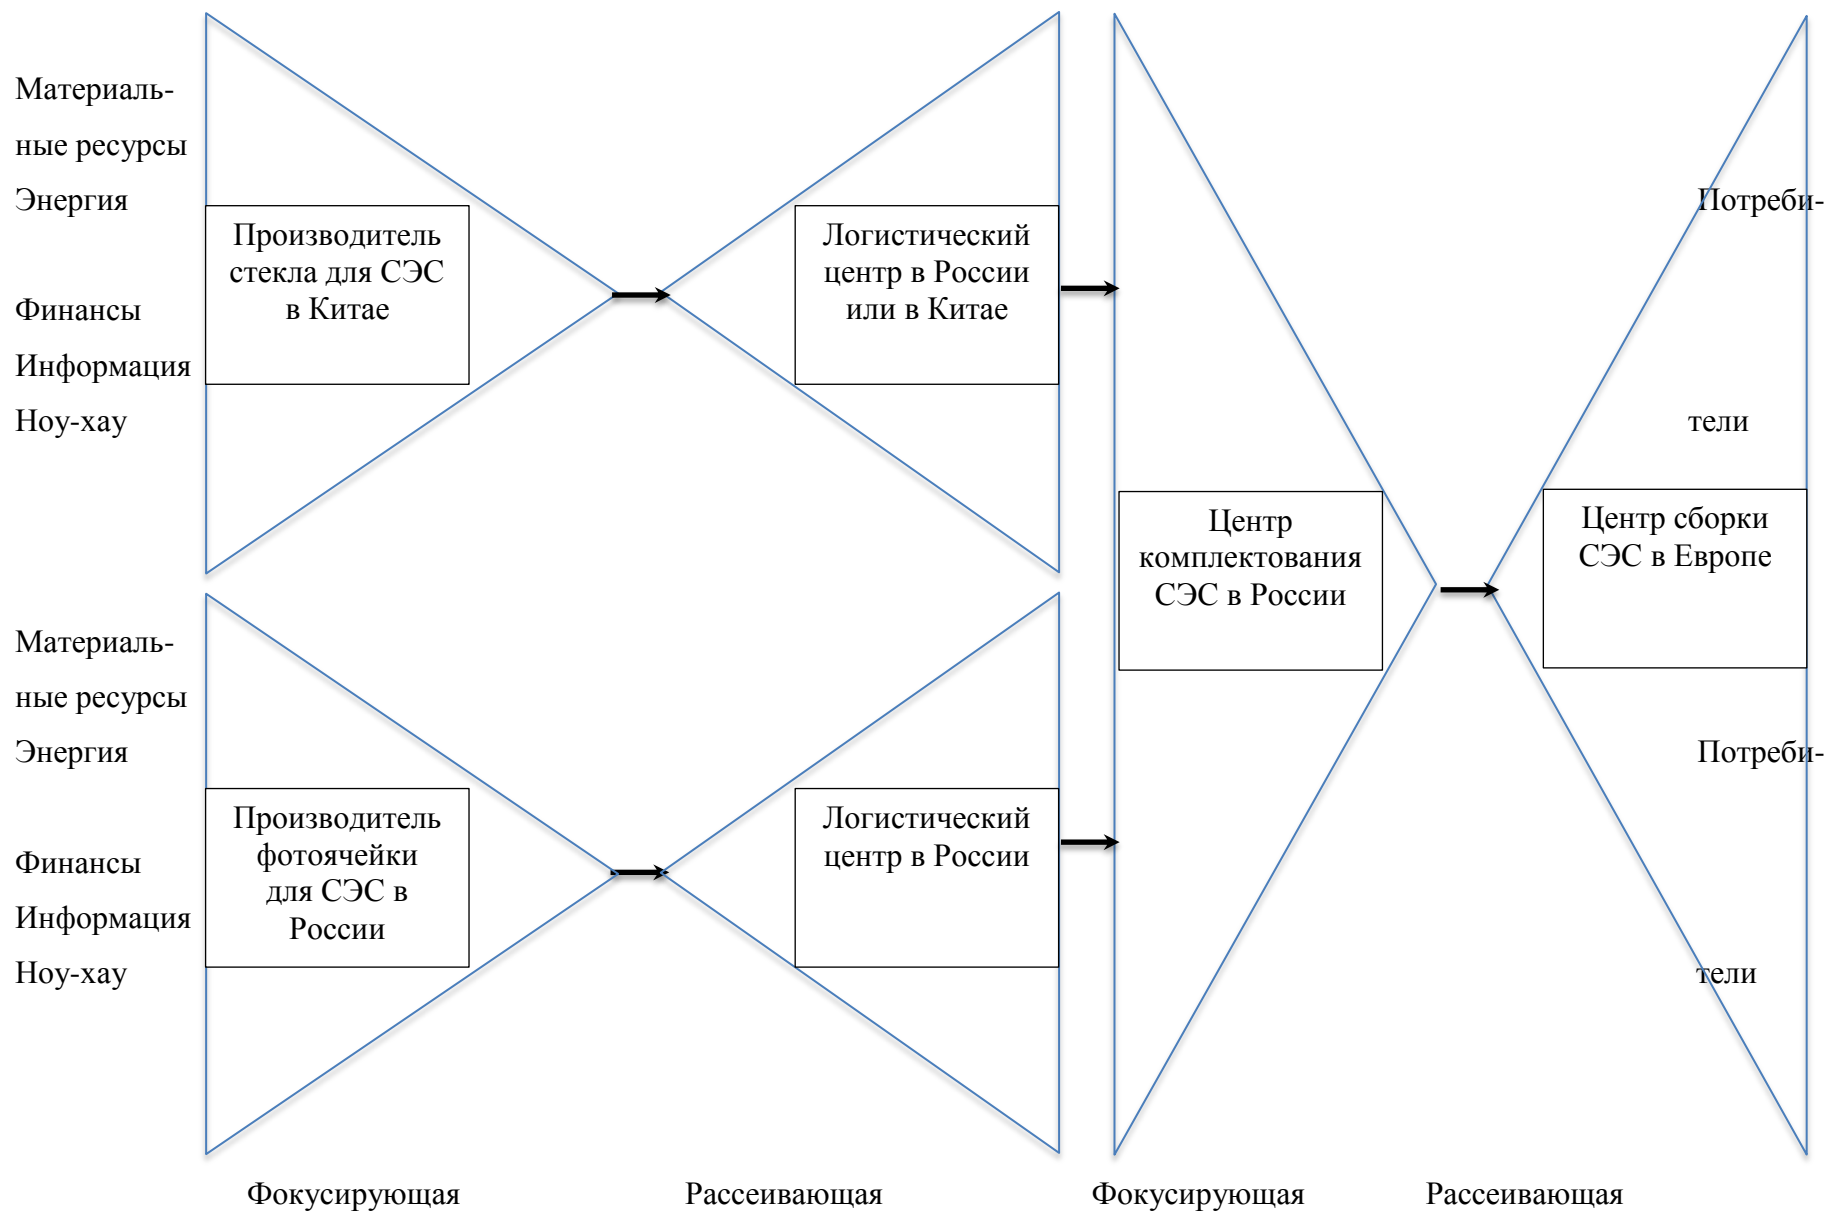 Материаль-
ные ресурсы
Энергия
Финансы
Информация
Ноу-хау
Производитель
стекла для СЭС
в Китае
Логистический
центр в России
или в Китае
Материаль-
ные ресурсы
Энергия
Финансы
Информация
Ноу-хау
Производитель
фотоячейки
для СЭС в
России
Логистический
центр в России
Центр
комплектования
СЭС в России
Центр сборки
СЭС в Европе
Потреби-
тели
Потреби-
тели
Фокусирующая
Рассеивающая
Фокусирующая
Рассеивающая